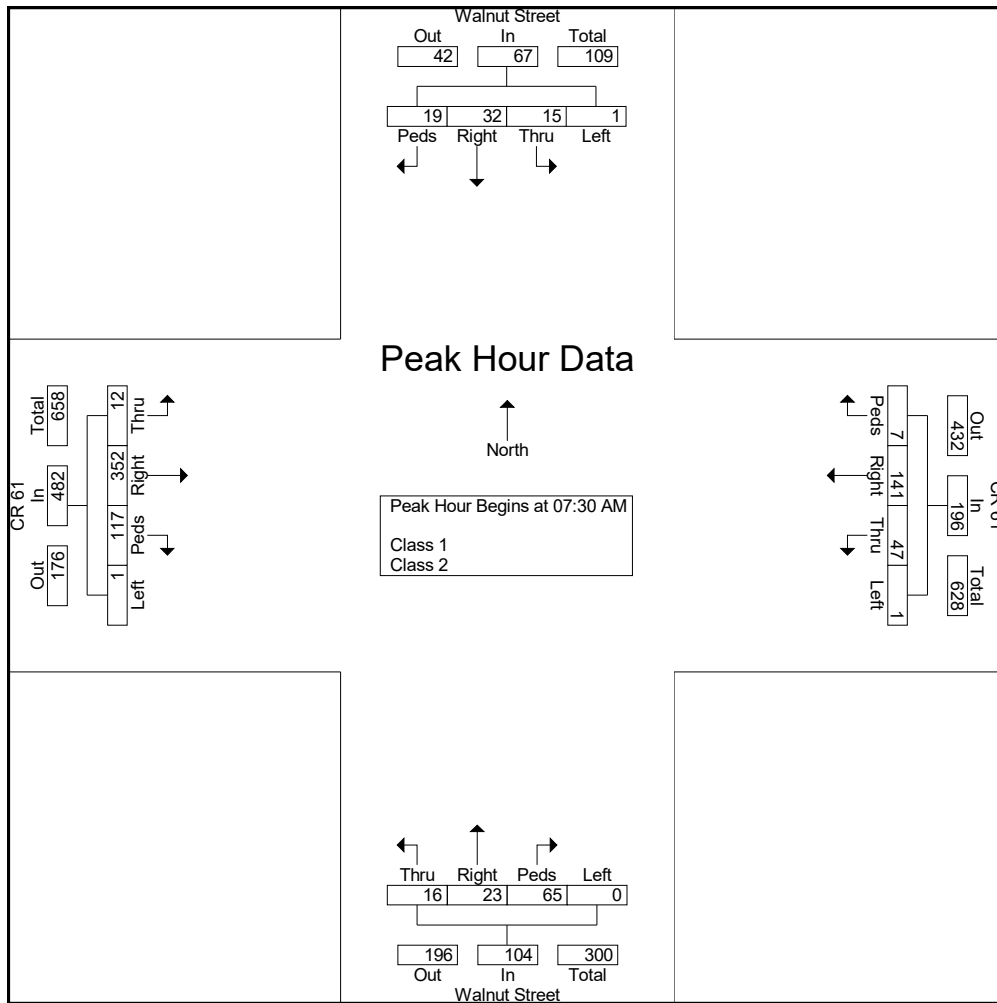 Walnut Street
Out In Total
42 67 109
19 32 15 1
Peds Right Thru Left
Peak Hour Data
North
Peak Hour Begins at 07:30 AM
Class 1
Class 2
CR 61
Total In Out
658 482 176
12 352 117 1
Thru Right Peds Left
Peds Right Thru Left
7 141 47 1
Out In Total
432 196 628
Thru Right Peds Left
16 23 65 0
196 104 300
Out In Total
Walnut Street